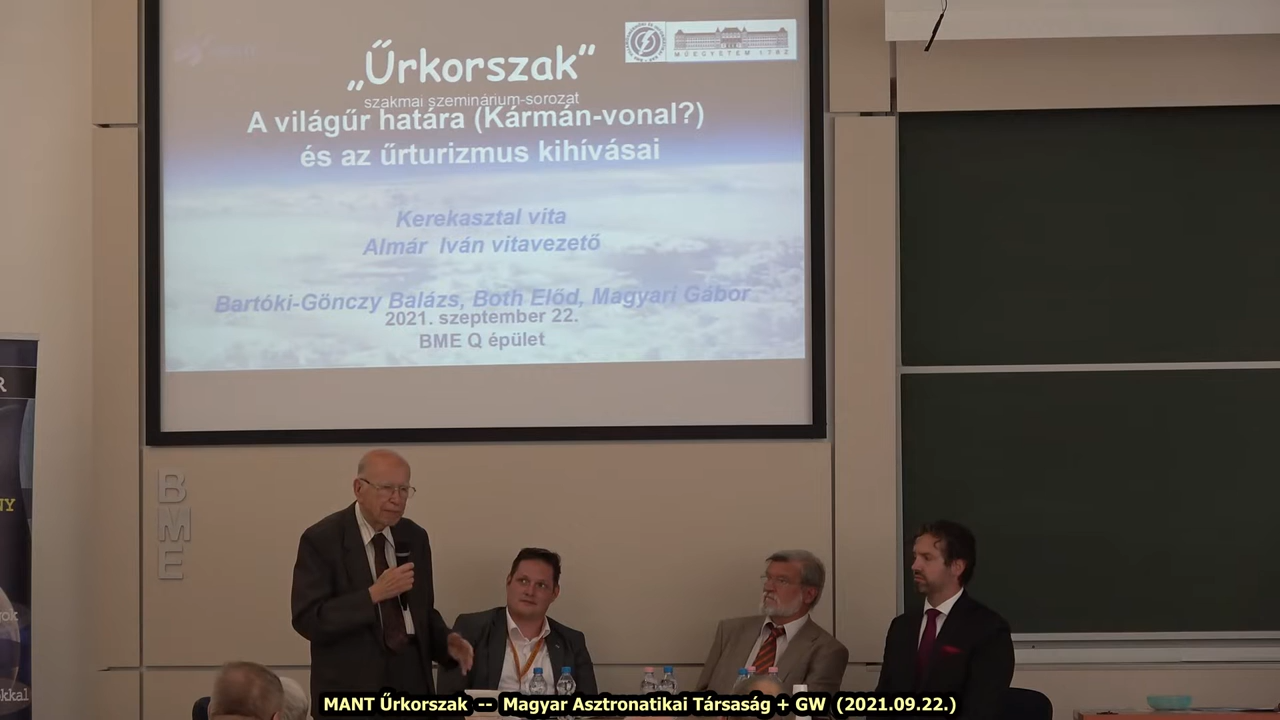 „Űrkorszak”
szakmai szeminárium-sorozat
MŰEGYETEM 1782
A világűr határa (Kármán-vonal?)
és az űrturizmus kihívásai
Kerekasztal vita
Almár Iván vitavezető
Bartóki-Gönczy Balázs, Both Előd, Magyari Gábor
2021. szeptember 22.
BME Q épület
R
NY
okkal
B
M
E
MANT Űrkorszak -- Magyar Asztronatikai Társaság + GW (2021.09.22.)